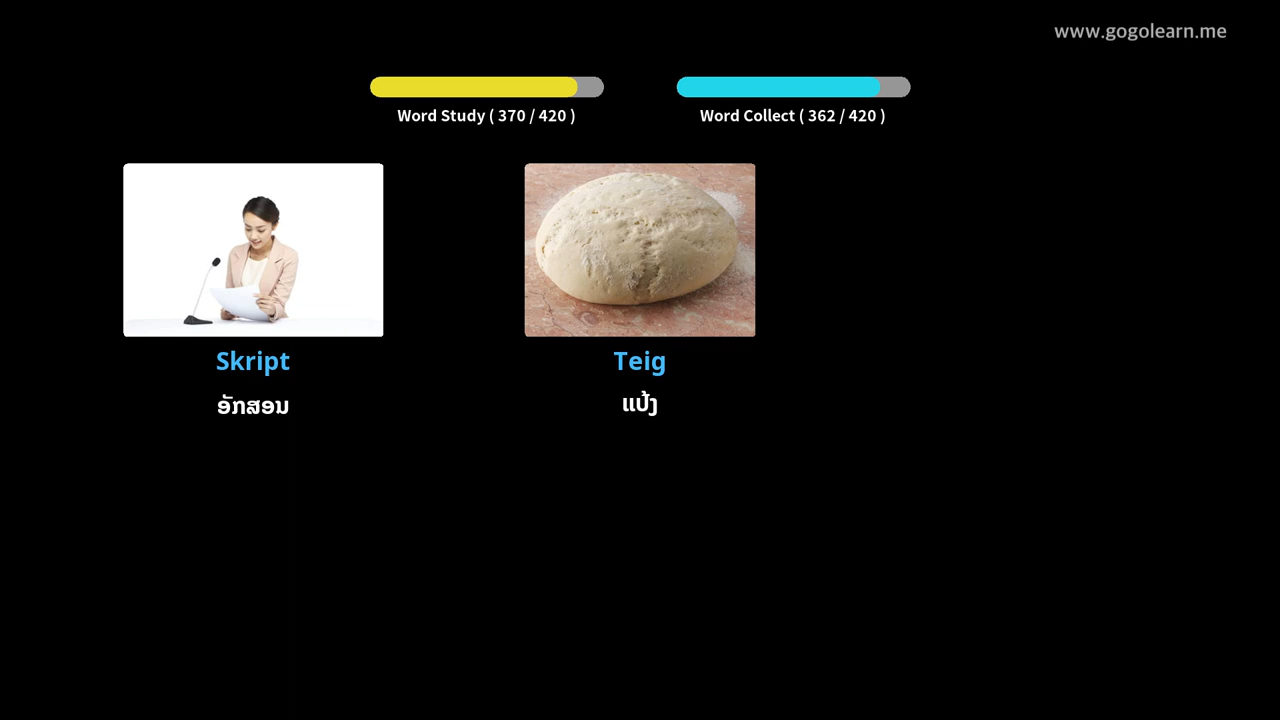 www.gogolearn.me
Word Study ( 370 / 420 )
Word Collect ( 362 / 420 )
Skript
ອັກສອນ
Teig
ແປ້ງ